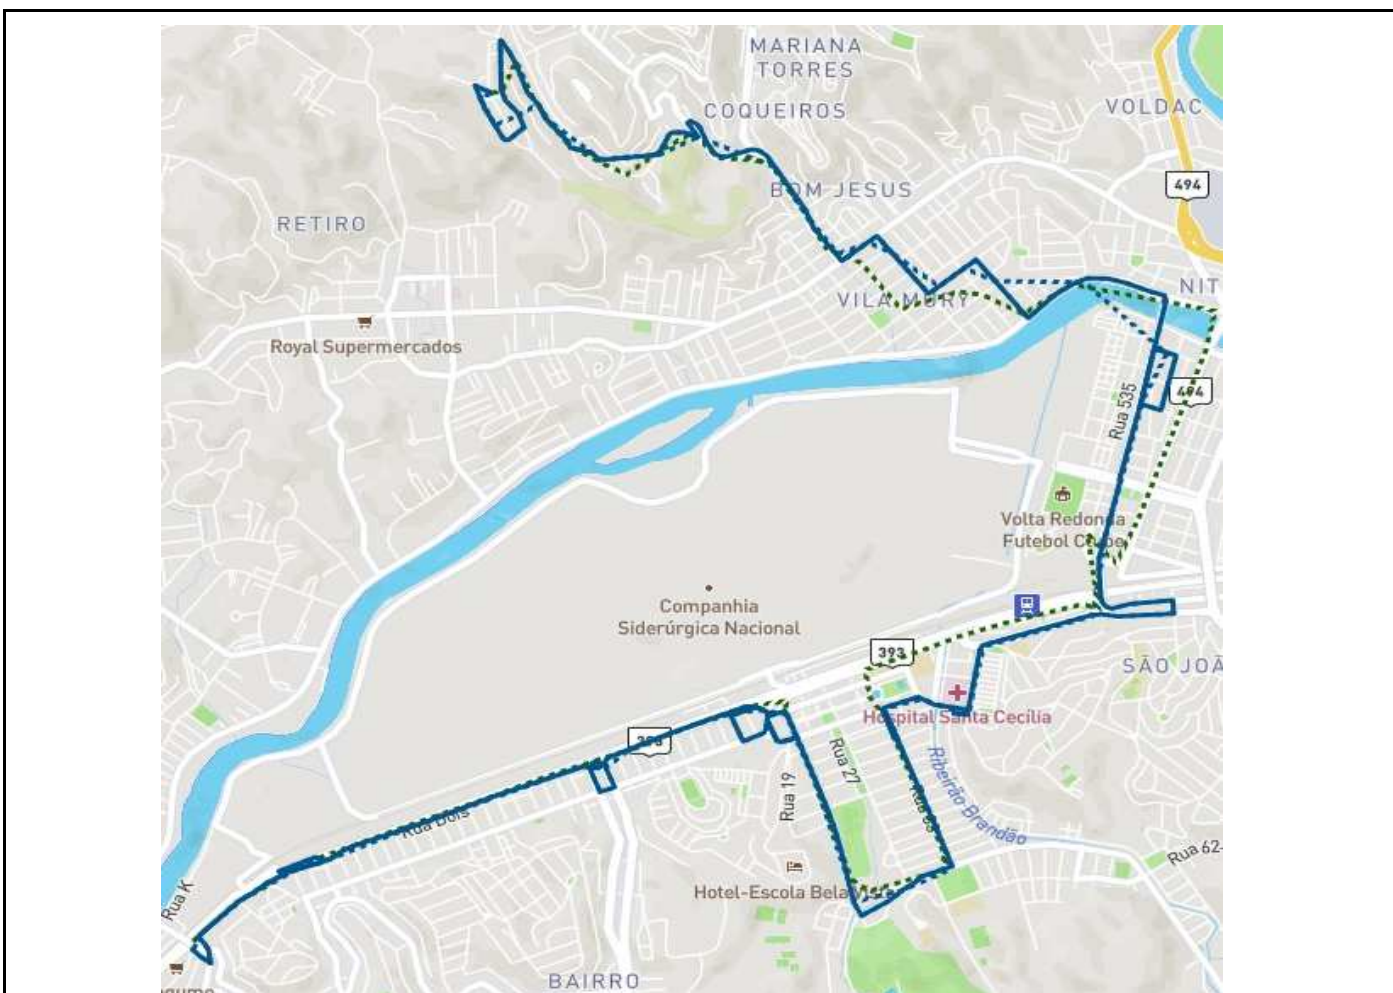 MARIANA
TORRES
COQUEIROS
VOLDAC
494
BOM JESUS
RETIRO
NIT
VILA MURY
Royal Supermercados
494
Rua 535
Volta Redonda
Futebol Clube
Companhia
Siderúrgica Nacional
393
SÃO JOÃ
Hospital Santa Cecília
393
Rua 27
Rua 19
Ribeirão Brandão
Rua Dois
Rua 62-
Rua K
Hotel-Escola Bela Vista
BAIRRO